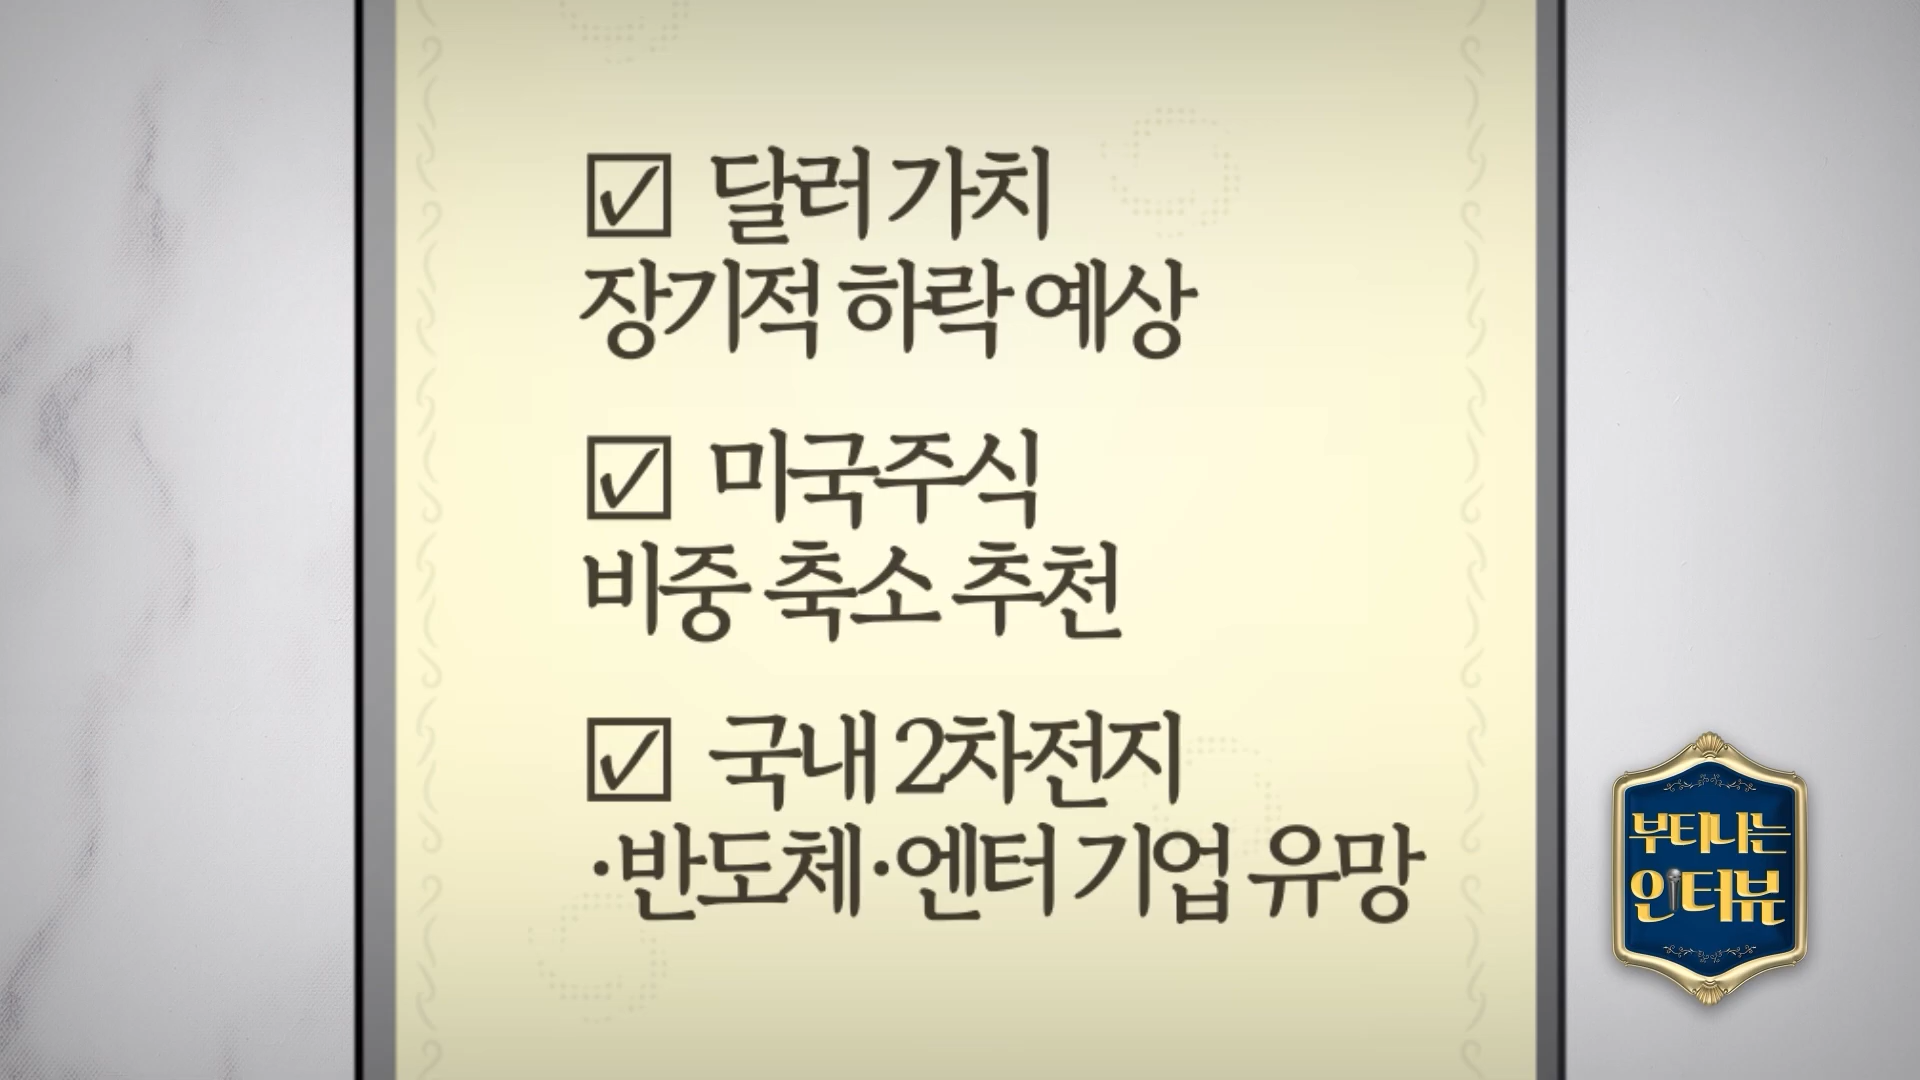 ☑ 달러 가치
장기적 하락 예상
☑ 미국주식
비중 축소 추천
☑ 국내 2차전지
·반도체·엔터 기업 유망
부티나는
인터뷰